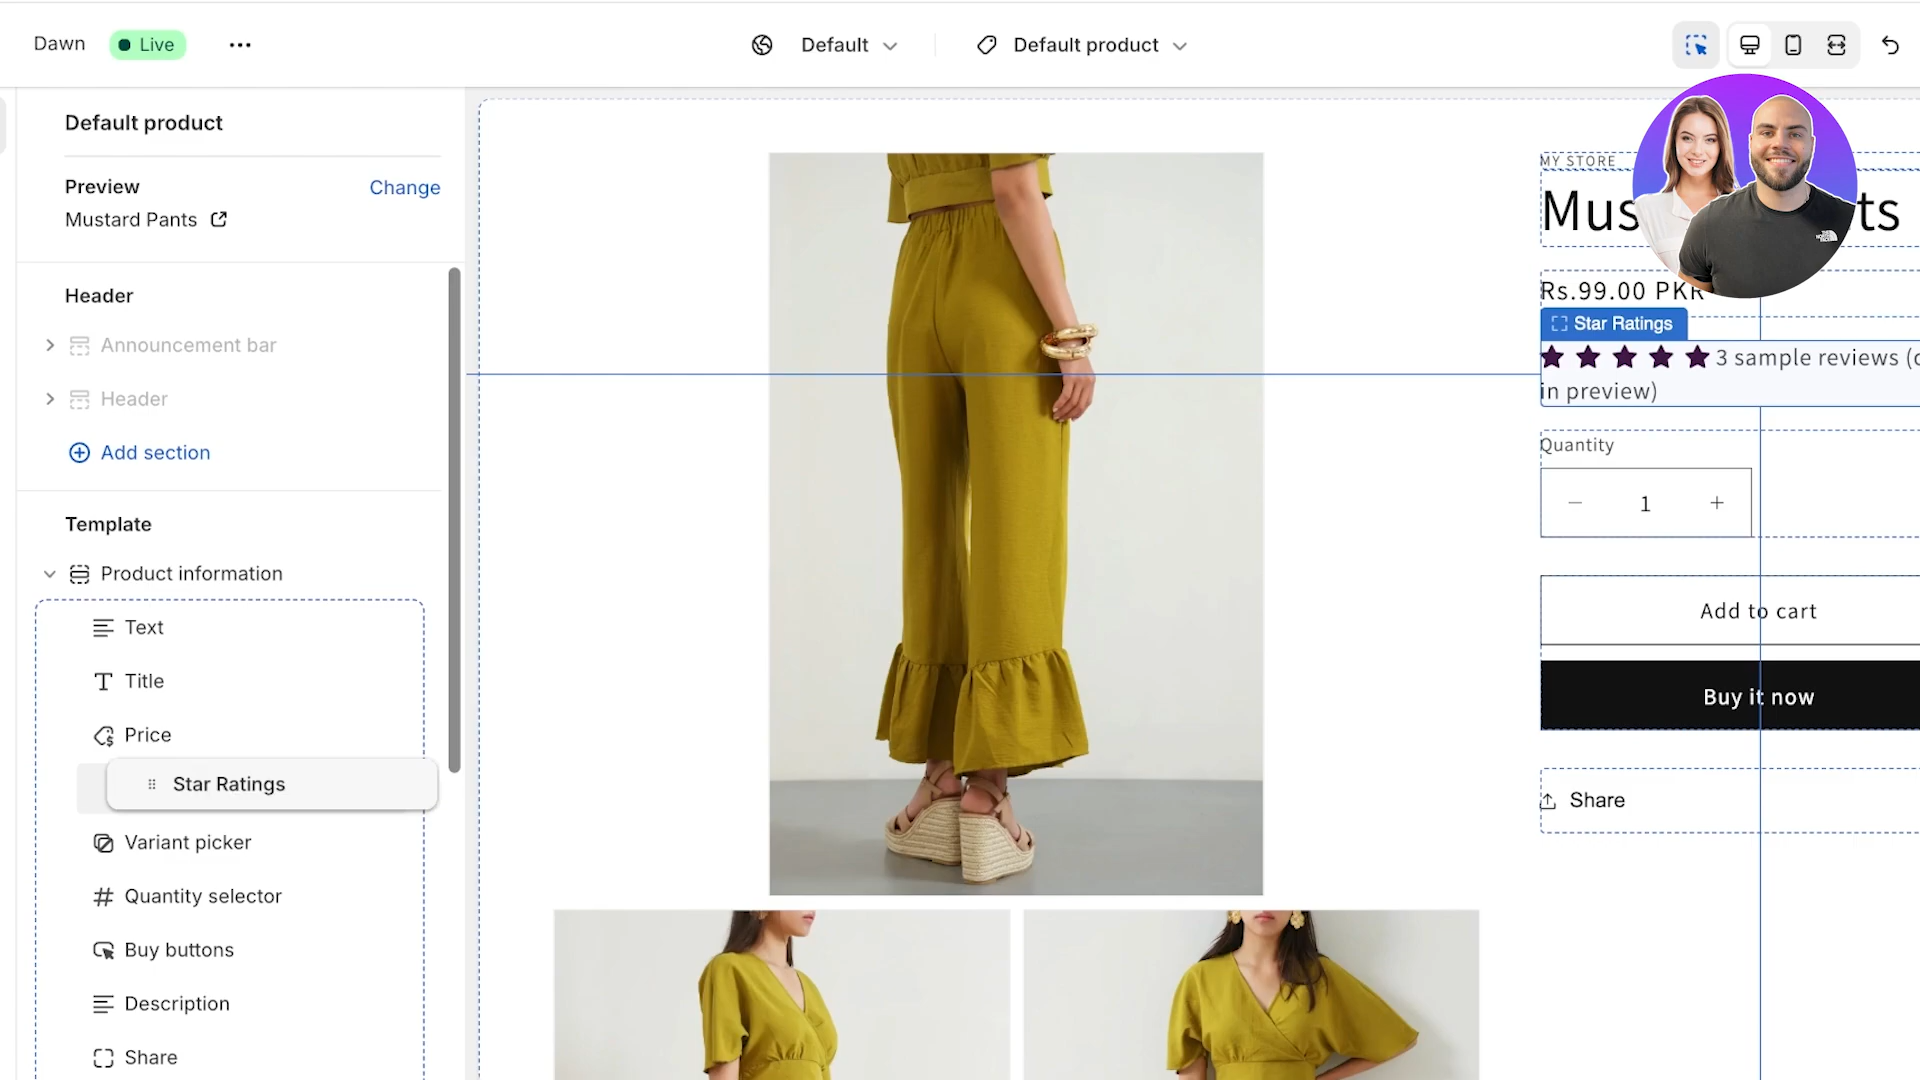 Dawn
Live
Default
Default product
Default product
Preview
Change
Mustard Pants
Header
Announcement bar
Header
Add section
Template
Product information
Text
Title
Price
Star Ratings
Variant picker
Quantity selector
Buy buttons
Description
Share
MY STORE
Rs.99.00 PKR
Star Ratings
3 sample reviews
in preview)
Quantity
1
Add to cart
Buy it now
Share